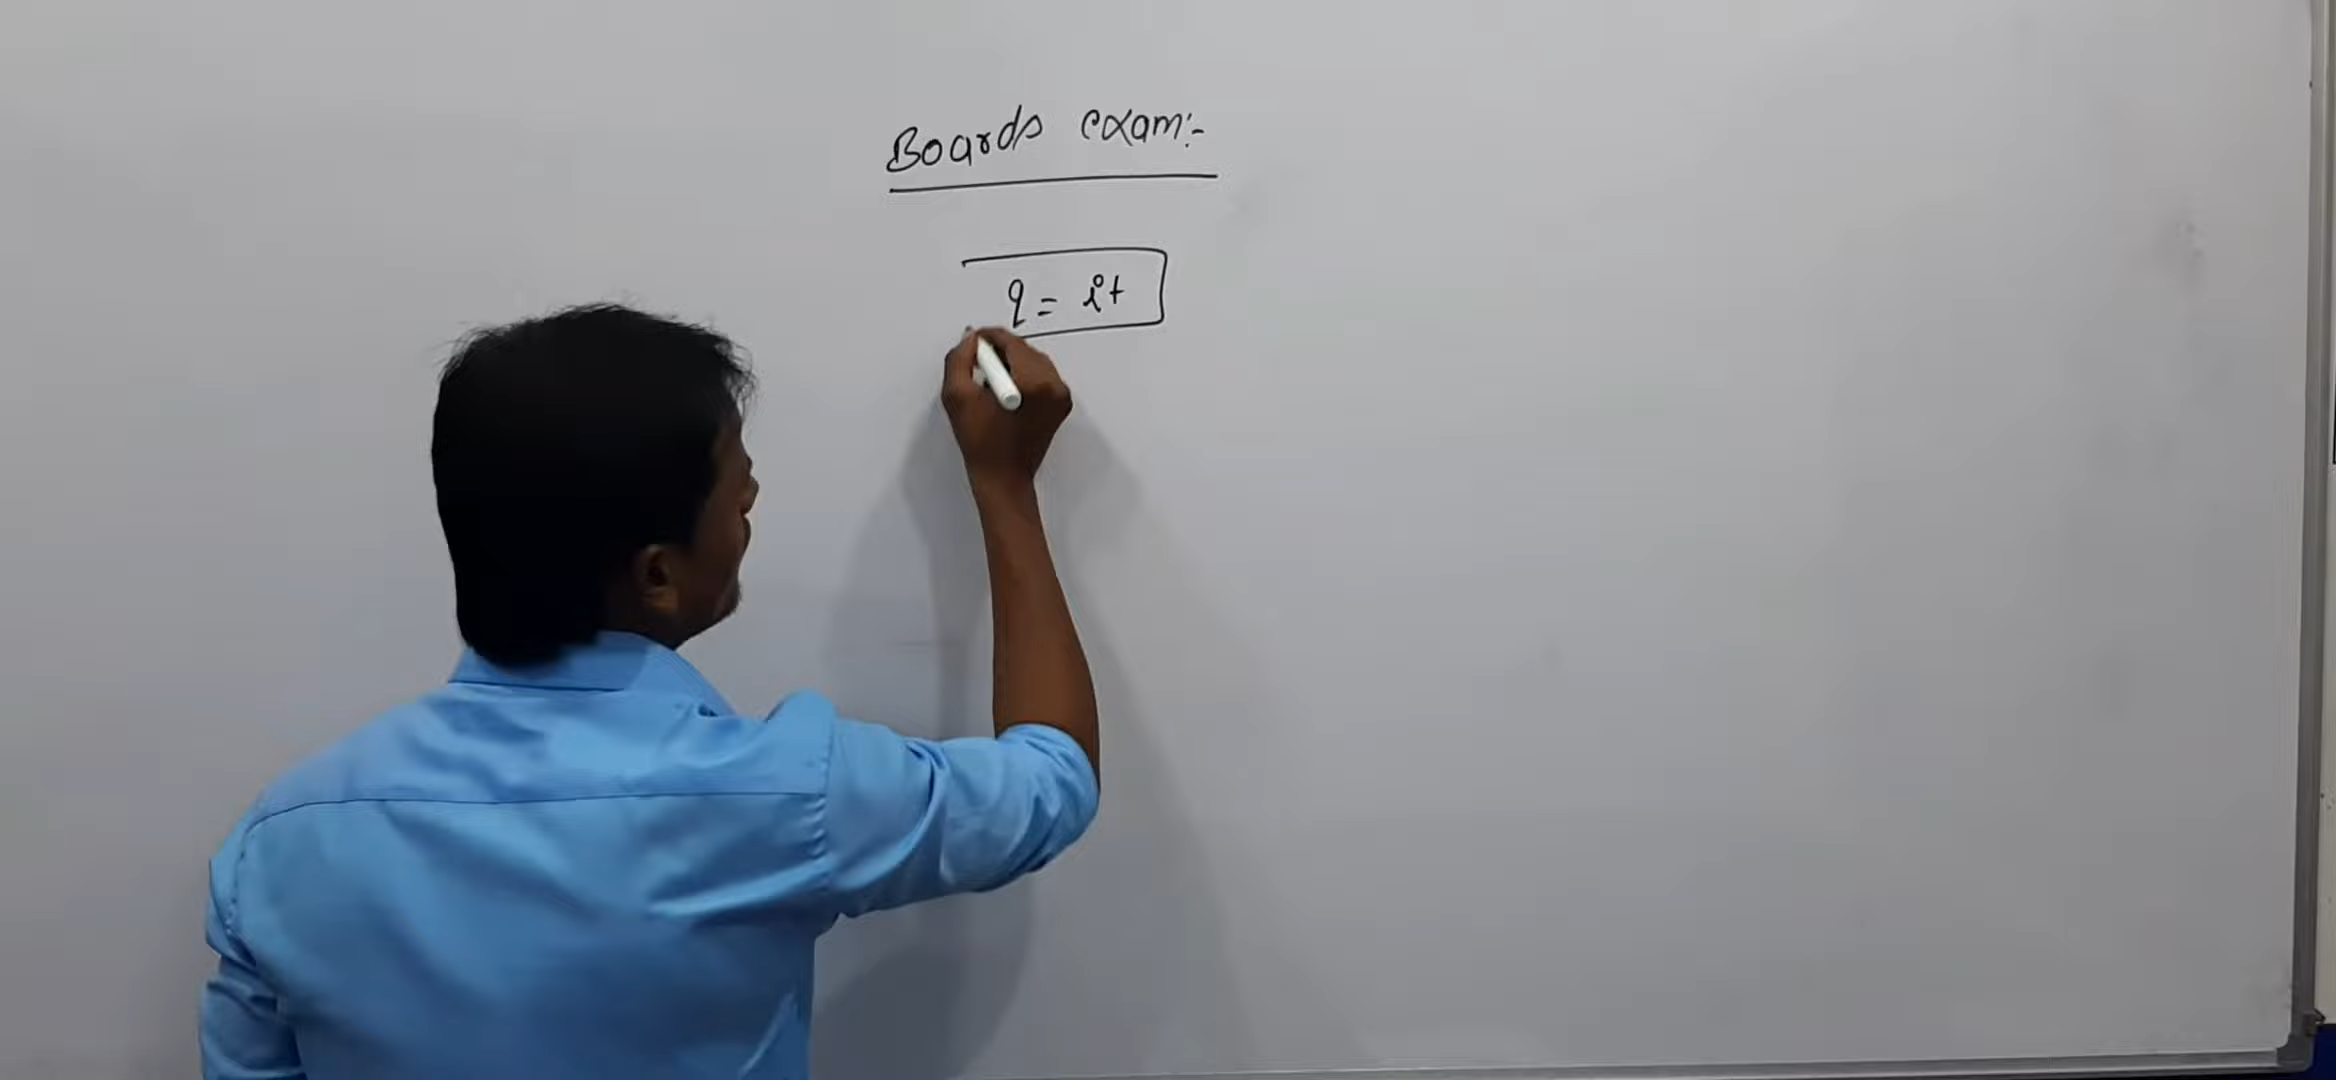 Boards exam:-
q = it